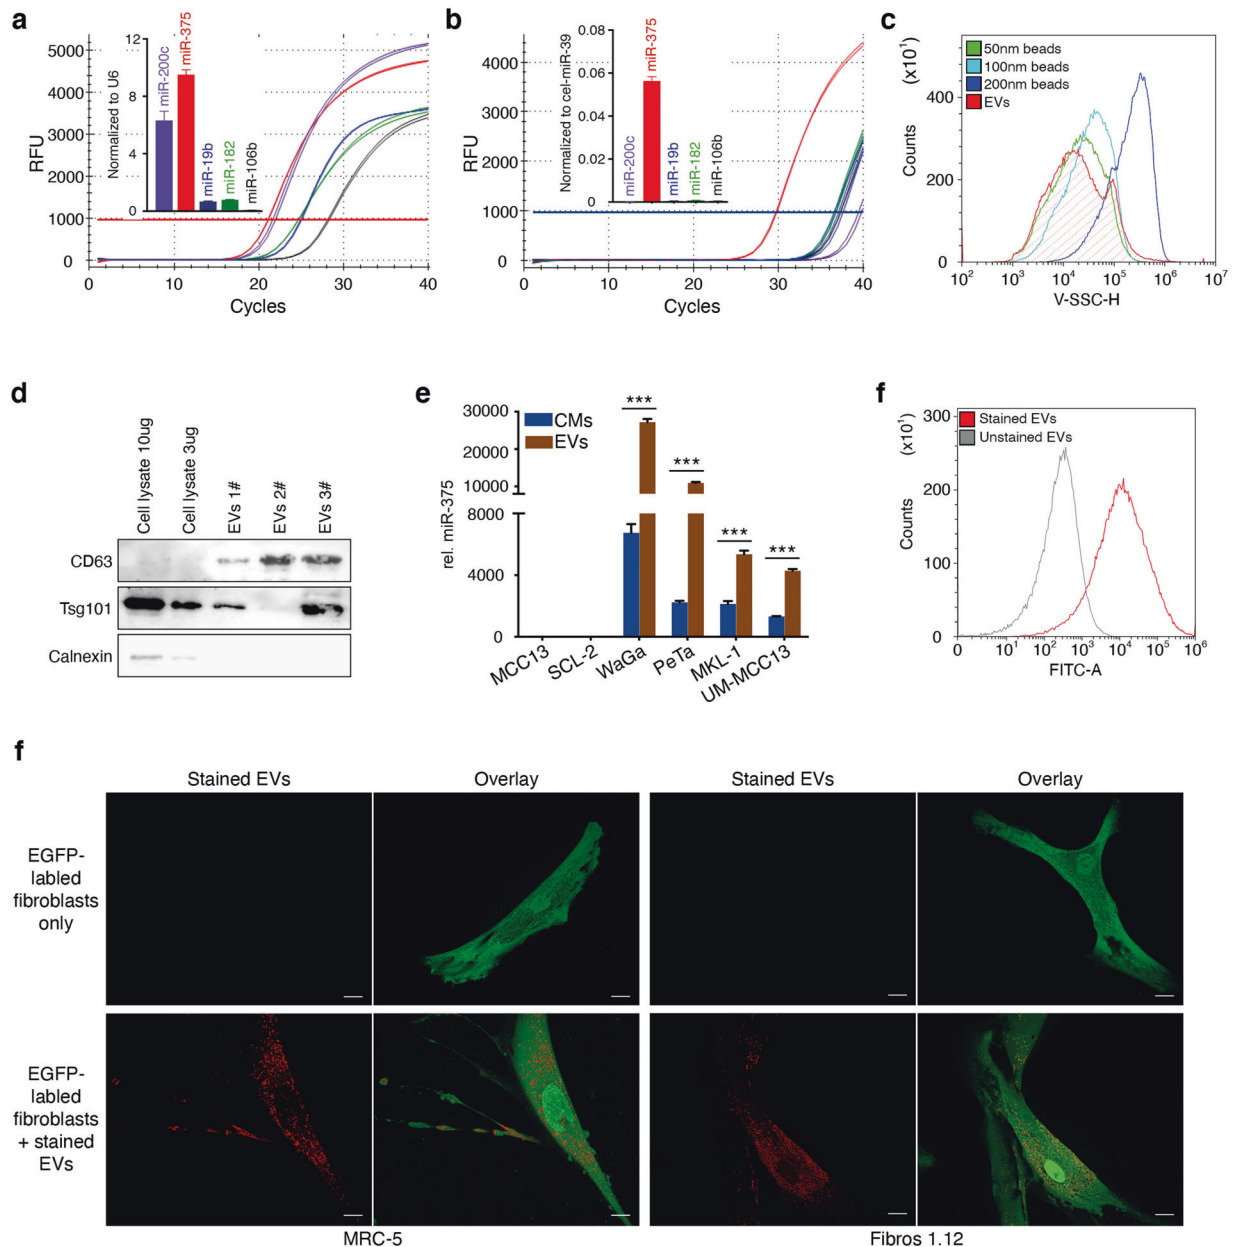 a
RFU
5000
4000
3000
2000
1000
0
0 10 20 30 40
Cycles
Normalized to U6
12
8
4
0
miR-200c
miR-375
miR-19b
miR-182
miR-106b
b
RFU
4000
3000
2000
1000
0
0 10 20 30 40
Cycles
Normalized to cel-miR-39
0.08
0.06
0.04
0.02
0
miR-200c
miR-375
miR-19b
miR-182
miR-106b
c
(x10¹)
Counts
400
200
0
50nm beads
100nm beads
200nm beads
EVs
10² 10³ 10⁴ 10⁵ 10⁶ 10⁷
V-SSC-H
d
Cell lysate 10ug
Cell lysate 3ug
EVs 1#
EVs 2#
EVs 3#
CD63
Tsg101
Calnexin
e
rel. miR-375
30000
20000
10000
8000
4000
0
CMs
EVs
***
***
***
***
MCC13
SCL-2
WaGa
PeTa
MKL-1
UM-MCC13
f
(x10¹)
Counts
300
200
100
0
Stained EVs
Unstained EVs
0 10¹ 10² 10³ 10⁴ 10⁵ 10⁶
FITC-A
f
Stained EVs Overlay Stained EVs Overlay
EGFP-
labled
fibroblasts
only
EGFP-
labled
fibroblasts
+ stained
EVs
MRC-5 Fibros 1.12